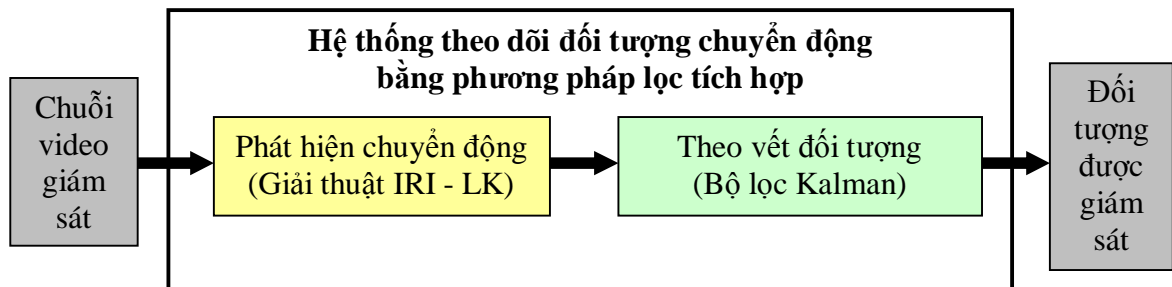 Hệ thống theo dõi đối tượng chuyển động
bằng phương pháp lọc tích hợp
Chuỗi
video
giám
sát
Phát hiện chuyển động
(Giải thuật IRI - LK)
Theo vết đối tượng
(Bộ lọc Kalman)
Đối
tượng
được
giám
sát